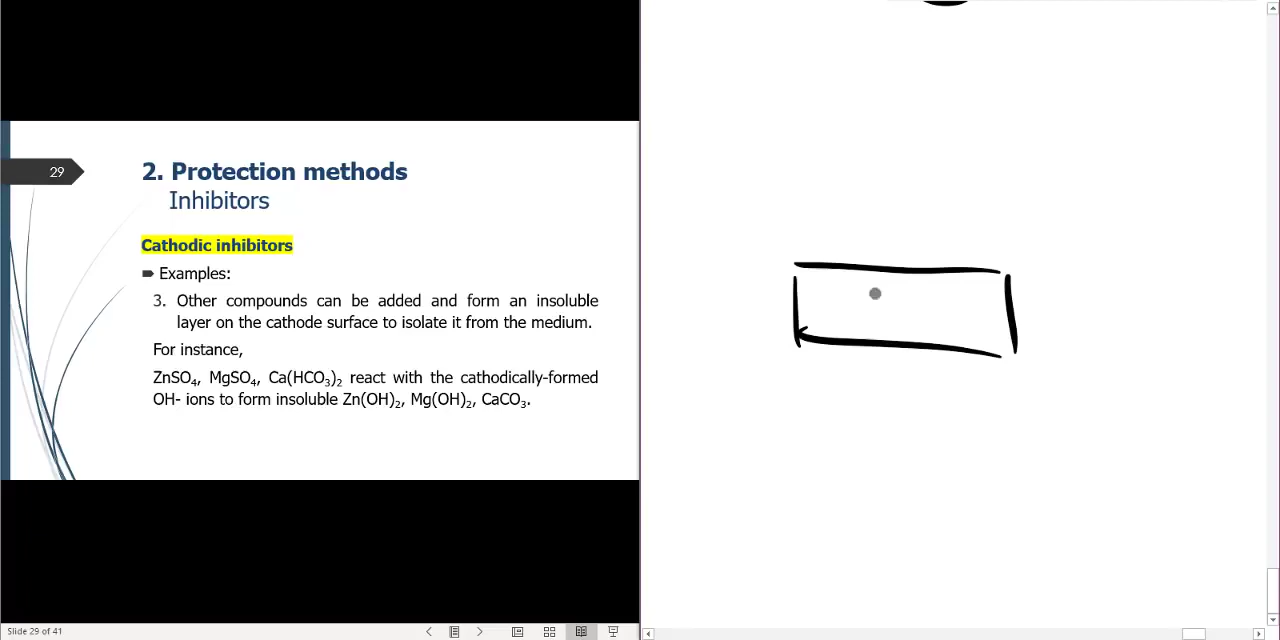 29
2. Protection methods
Inhibitors
Cathodic inhibitors
Examples:
3. Other compounds can be added and form an insoluble
layer on the cathode surface to isolate it from the medium.
For instance,
ZnSO₄, MgSO₄, Ca(HCO₃)₂ react with the cathodically-formed
OH- ions to form insoluble Zn(OH)₂, Mg(OH)₂, CaCO₃.
Slide 29 of 41